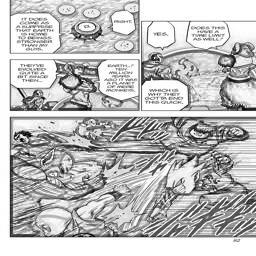 IT DOES
COME AS
A SURPRISE
THAT EARTH
IS HOME
TO BEINGS
STRONGER
THAN MY
GUYS.
RIGHT.
THEY'VE
EVOLVED
QUITE A
BIT SINCE
THEN...
EARTH...?
TEN
MILLION
YEARS
AGO IT WAS
A PLANET
OF MERE
MONKEYS.
YES.
DOES THIS
HAVE A
TIME LIMIT
AS WELL?
WHICH IS
WHY THEY
GOTTA END
THIS QUICK.